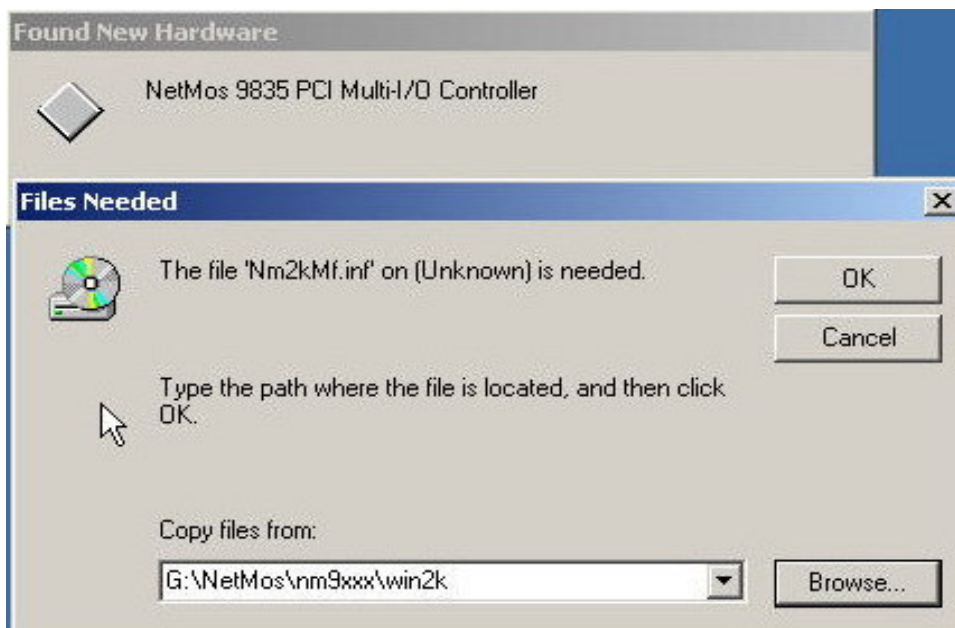 Found New Hardware
NetMos 9835 PCI Multi-I/O Controller
Files Needed
The file 'Nm2kMf.inf' on (Unknown) is needed.
OK
Cancel
Type the path where the file is located, and then click
OK.
Copy files from:
G:\NetMos\nm9xxx\win2k
Browse...